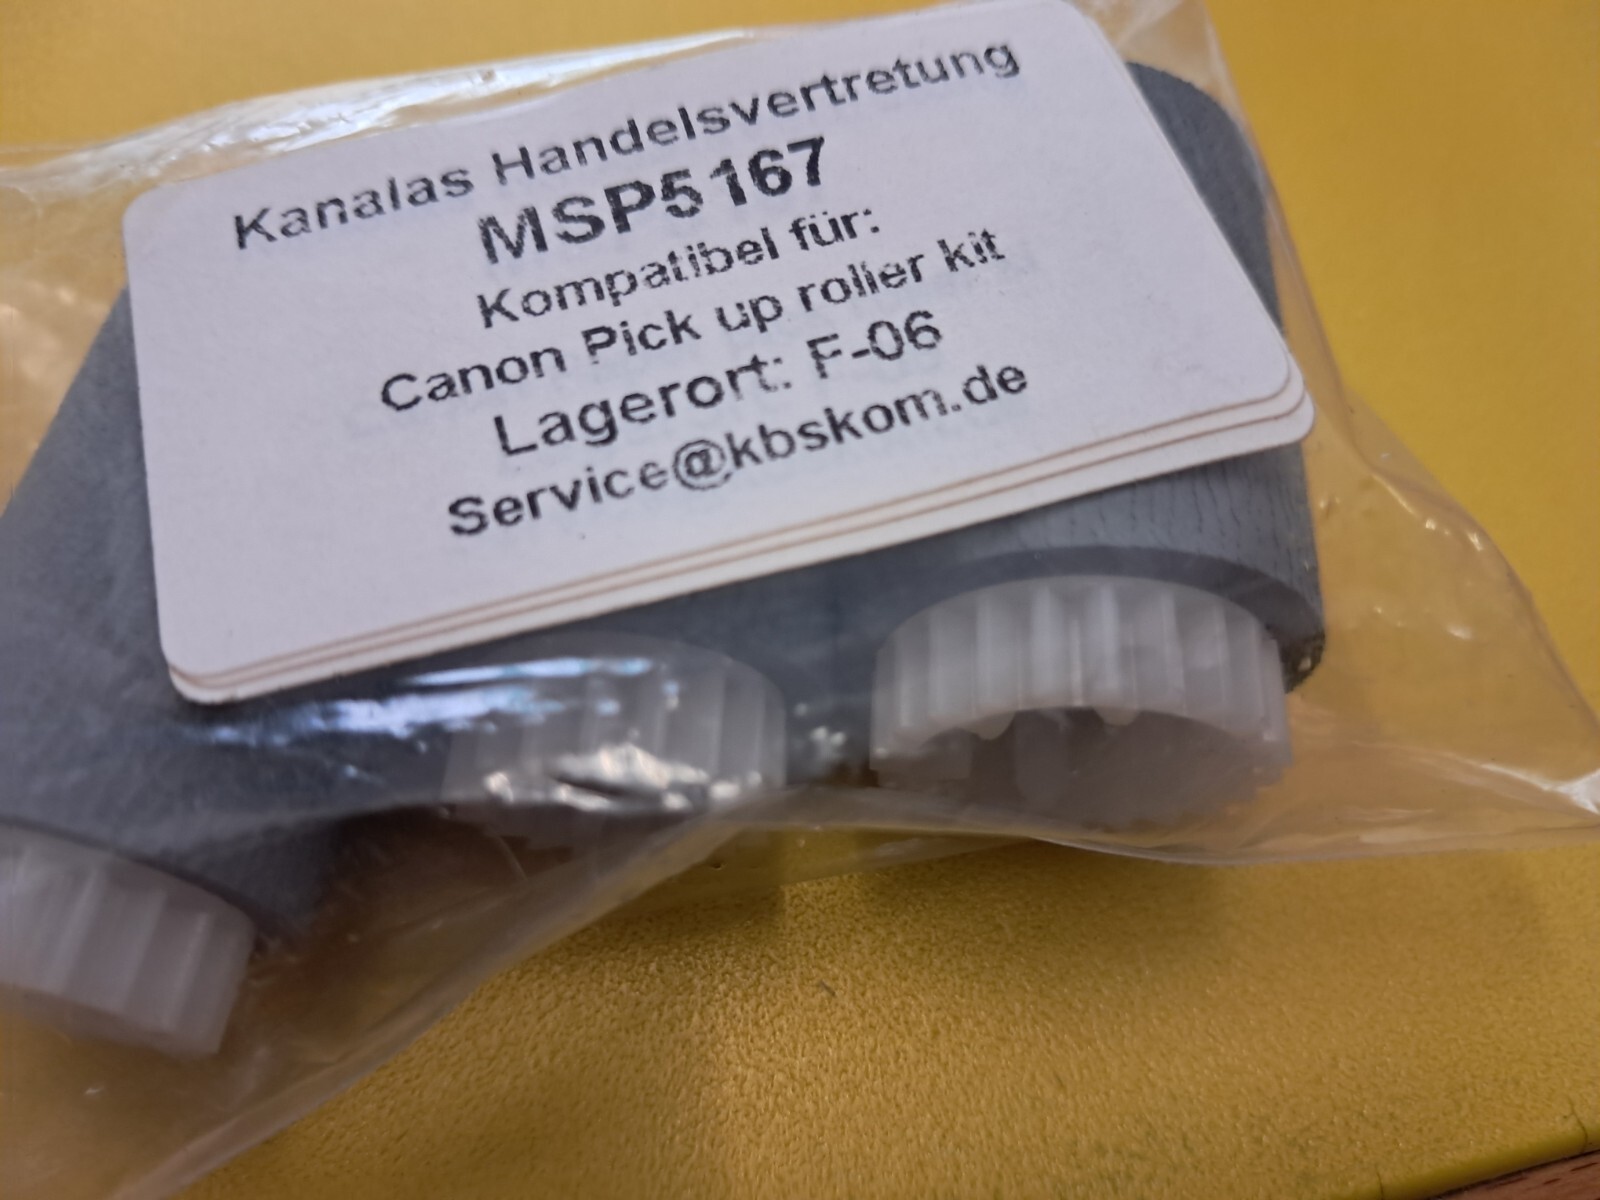 Kanalas Handelsvertretung
MSP5167
Kompatibel für:
Canon Pick up roller kit
Lagerort: F-06
Service@kbskom.de